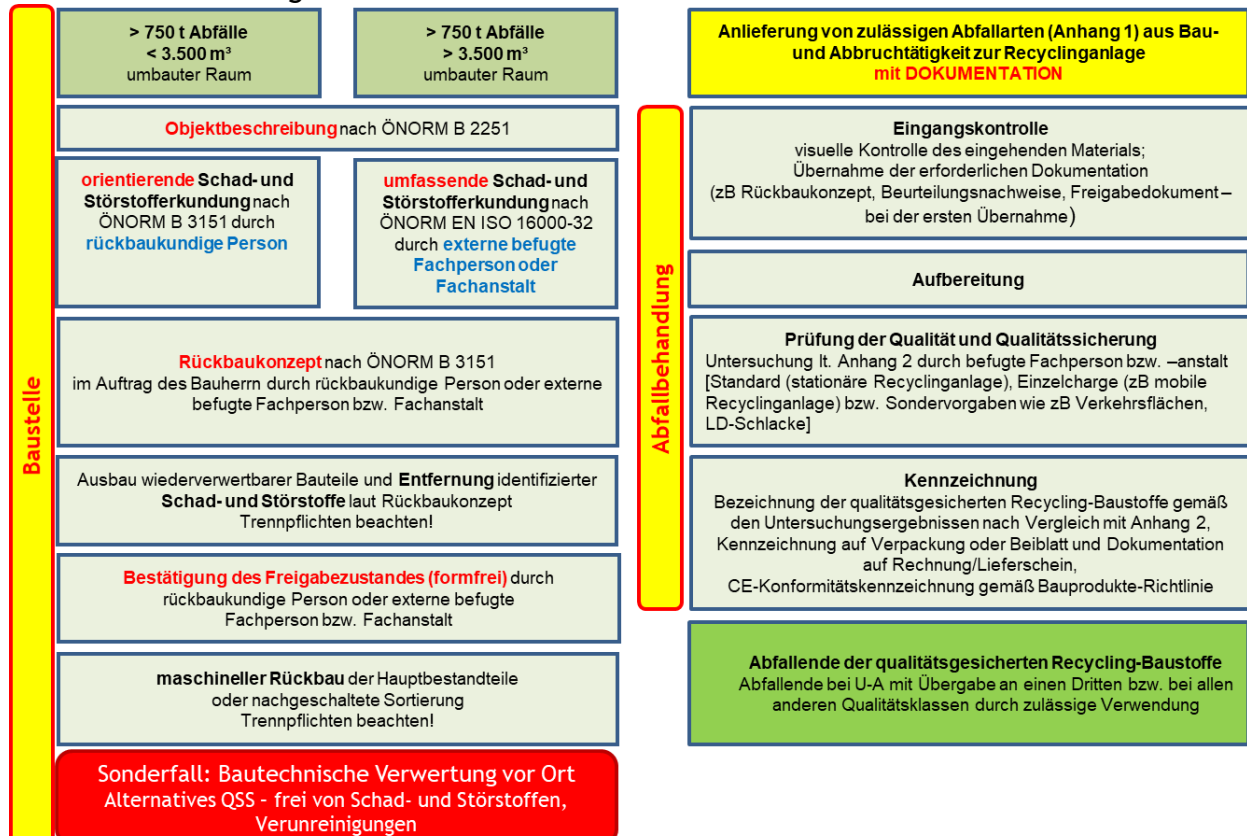 > 750 t Abfälle
< 3.500 m³
umbauter Raum
> 750 t Abfälle
> 3.500 m³
umbauter Raum
Objektbeschreibung nach ÖNORM B 2251
orientierende Schad- und
Störstofferkundung nach
ÖNORM B 3151 durch
rückbaukundige Person
umfassende Schad- und
Störstofferkundung nach
ÖNORM EN ISO 16000-32
durch externe befugte
Fachperson oder
Fachanstalt
Baustelle
Rückbaukonzept nach ÖNORM B 3151
im Auftrag des Bauherrn durch rückbaukundige Person oder externe
befugte Fachperson bzw. Fachanstalt
Ausbau wiederverwertbarer Bauteile und Entfernung identifizierter
Schad- und Störstoffe laut Rückbaukonzept
Trennpflichten beachten!
Bestätigung des Freigabezustandes (formfrei) durch
rückbaukundige Person oder externe befugte
Fachperson bzw. Fachanstalt
maschineller Rückbau der Hauptbestandteile
oder nachgeschaltete Sortierung
Trennpflichten beachten!
Sonderfall: Bautechnische Verwertung vor Ort
Alternatives QSS - frei von Schad- und Störstoffen,
Verunreinigungen
Anlieferung von zulässigen Abfallarten (Anhang 1) aus Bau-
und Abbruchtätigkeit zur Recyclinganlage
mit DOKUMENTATION
Abfallbehandlung
Eingangskontrolle
visuelle Kontrolle des eingehenden Materials;
Übernahme der erforderlichen Dokumentation
(zB Rückbaukonzept, Beurteilungsnachweise, Freigabedokument –
bei der ersten Übernahme)
Aufbereitung
Prüfung der Qualität und Qualitätssicherung
Untersuchung lt. Anhang 2 durch befugte Fachperson bzw. –anstalt
[Standard (stationäre Recyclinganlage), Einzelcharge (zB mobile
Recyclinganlage) bzw. Sondervorgaben wie zB Verkehrsflächen,
LD-Schlacke]
Kennzeichnung
Bezeichnung der qualitätsgesicherten Recycling-Baustoffe gemäß
den Untersuchungsergebnissen nach Vergleich mit Anhang 2,
Kennzeichnung auf Verpackung oder Beiblatt und Dokumentation
auf Rechnung/Lieferschein,
CE-Konformitätskennzeichnung gemäß Bauprodukte-Richtlinie
Abfallende der qualitätsgesicherten Recycling-Baustoffe
Abfallende bei U-A mit Übergabe an einen Dritten bzw. bei allen
anderen Qualitätsklassen durch zulässige Verwendung